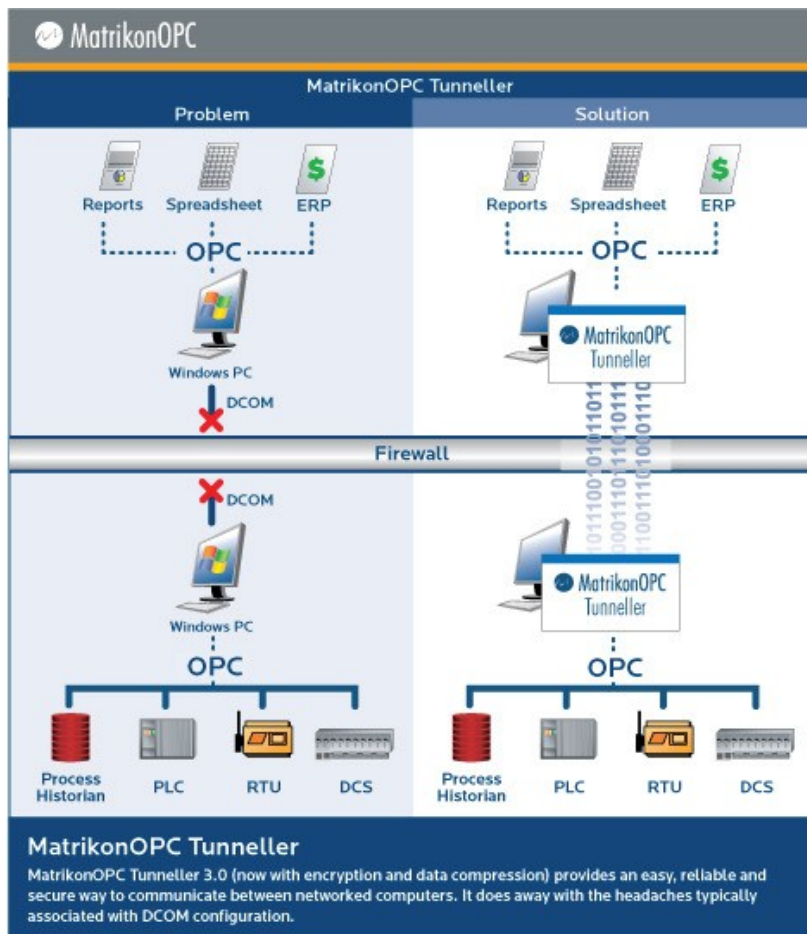 MatrikonOPC
MatrikonOPC Tunneller
Problem
Solution
Reports
Spreadsheet
ERP
OPC
Windows PC
DCOM
Reports
Spreadsheet
ERP
OPC
MatrikonOPC
Tunneller
Firewall
DCOM
Windows PC
OPC
Process
Historian
PLC
RTU
DCS
MatrikonOPC
Tunneller
OPC
Process
Historian
PLC
RTU
DCS
MatrikonOPC Tunneller
MatrikonOPC Tunneller 3.0 (now with encryption and data compression) provides an easy, reliable and
secure way to communicate between networked computers. It does away with the headaches typically
associated with DCOM configuration.